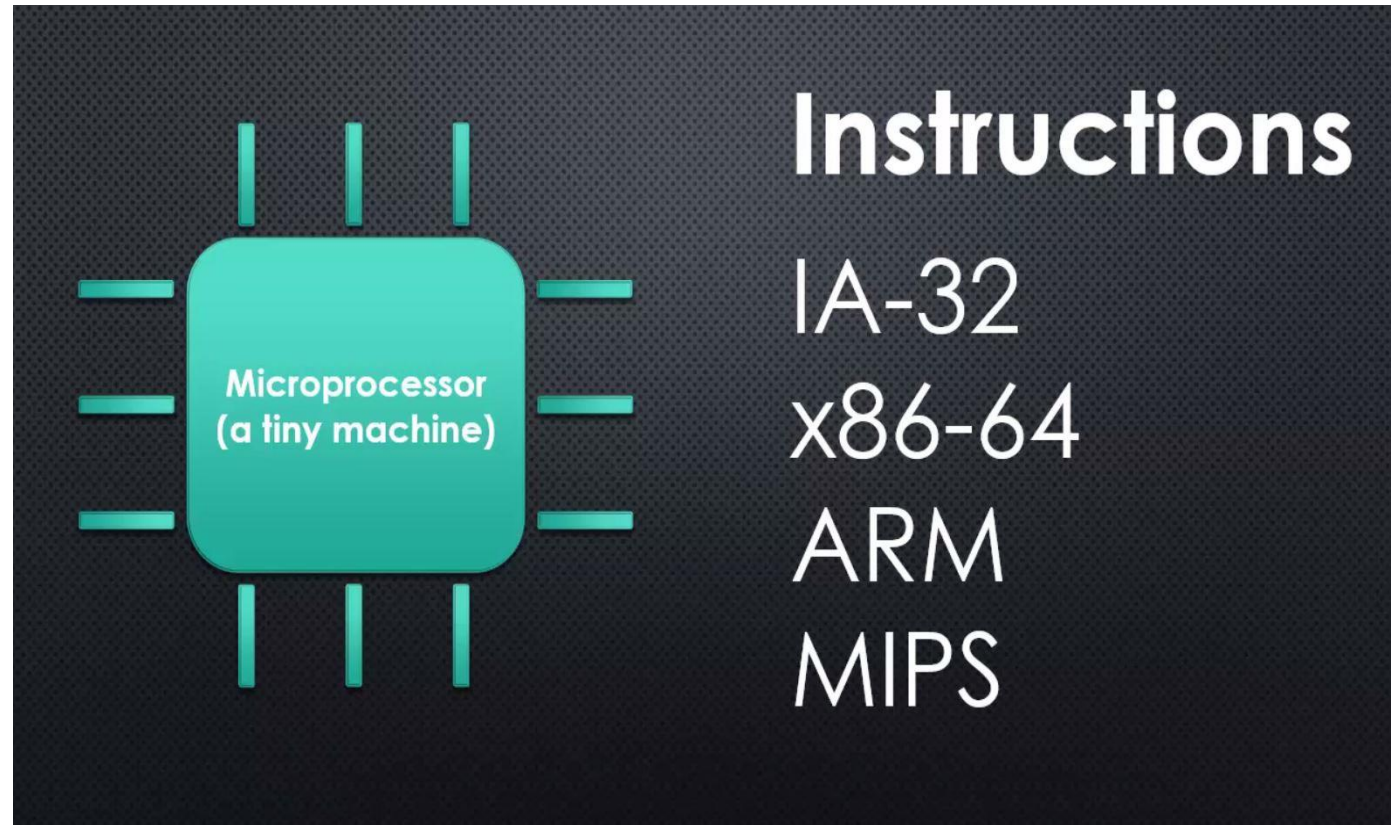 Microprocessor
(a tiny machine)
Instructions
IA-32
x86-64
ARM
MIPS